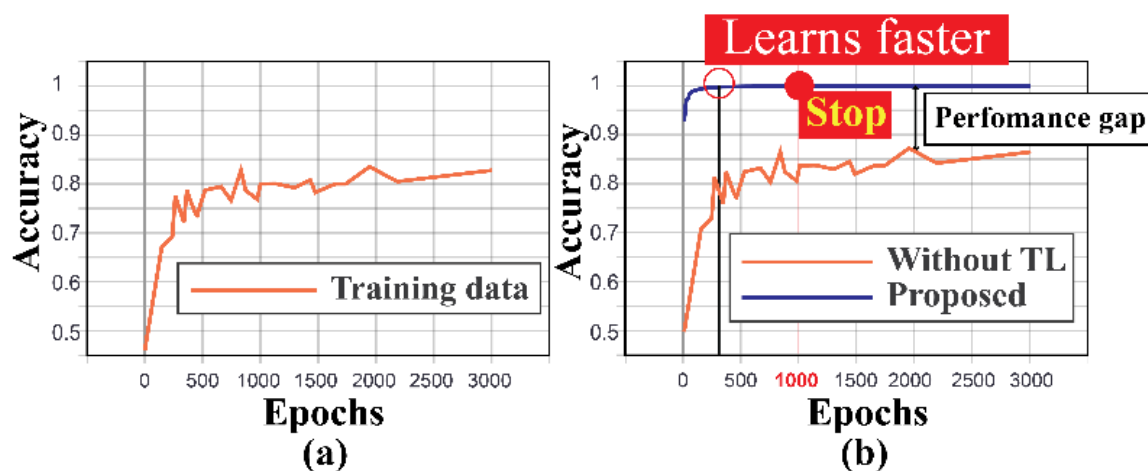 Accuracy
1
0.9
0.8
0.7
0.6
0.5
Training data
0 500 1000 1500 2000 2500 3000
Epochs
(a)
Learns faster
Stop
Perfomance gap
Accuracy
1
0.9
0.8
0.7
0.6
0.5
Without TL
Proposed
0 500 1000 1500 2000 2500 3000
Epochs
(b)